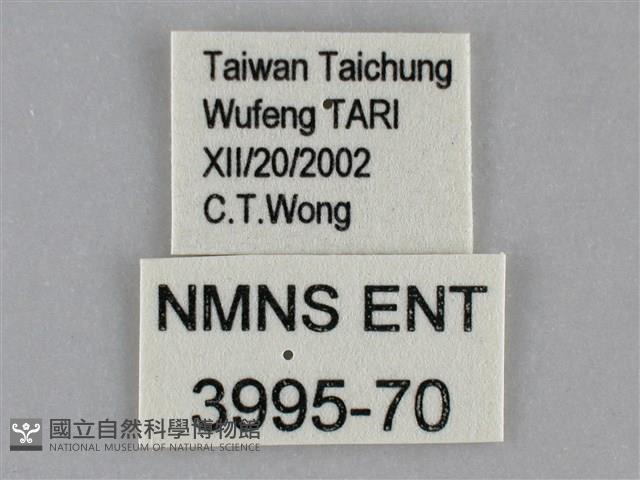 Taiwan Taichung
Wufeng TARI
XII/20/2002
C.T.Wong
NMNS ENT
3995-70
國立自然科學博物館
NATIONAL MUSEUM OF NATURAL SCIENCE